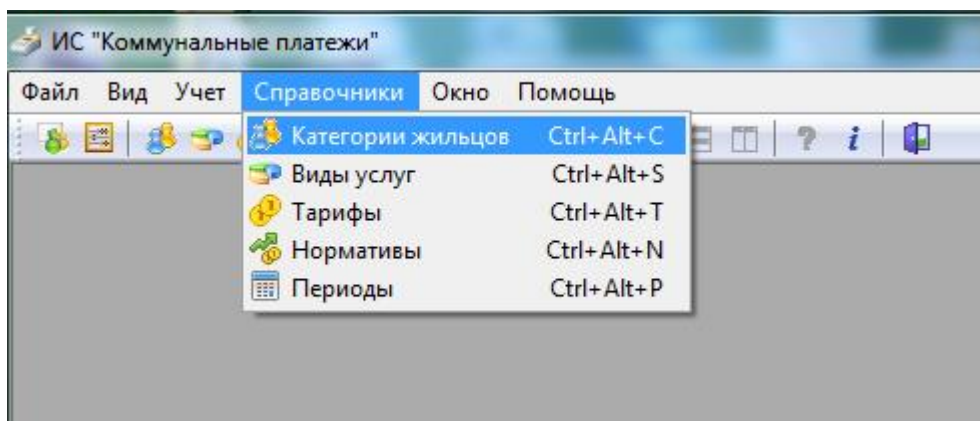 ИС "Коммунальные платежи"
Файл Вид Учет Справочники Окно Помощь
Категории жильцов Ctrl+Alt+C
Виды услуг Ctrl+Alt+S
Тарифы Ctrl+Alt+T
Нормативы Ctrl+Alt+N
Периоды Ctrl+Alt+P